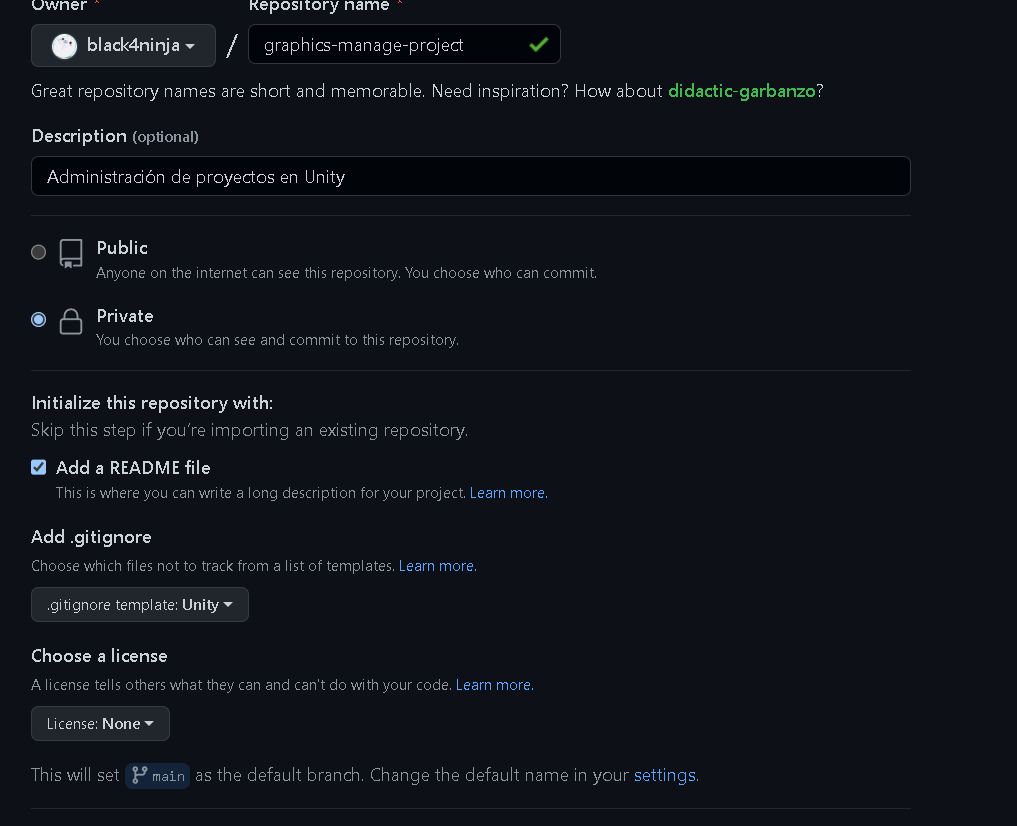 Owner *
Repository name *
black4ninja / graphics-manage-project
Great repository names are short and memorable. Need inspiration? How about didactic-garbanzo?
Description (optional)
Administración de proyectos en Unity
Public
Anyone on the internet can see this repository. You choose who can commit.
Private
You choose who can see and commit to this repository.
Initialize this repository with:
Skip this step if you're importing an existing repository.
Add a README file
This is where you can write a long description for your project. Learn more.
Add .gitignore
Choose which files not to track from a list of templates. Learn more.
.gitignore template: Unity
Choose a license
A license tells others what they can and can't do with your code. Learn more.
License: None
This will set main as the default branch. Change the default name in your settings.